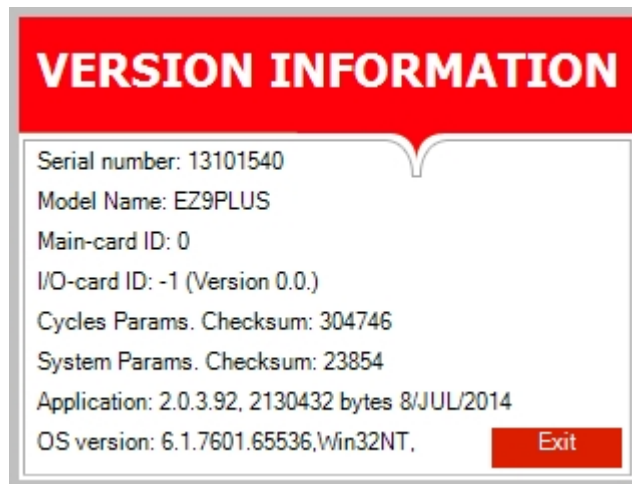 VERSION INFORMATION
Serial number: 13101540
Model Name: EZ9PLUS
Main-card ID: 0
I/O-card ID: -1 (Version 0.0.)
Cycles Params. Checksum: 304746
System Params. Checksum: 23854
Application: 2.0.3.92, 2130432 bytes 8/JUL/2014
OS version: 6.1.7601.65536,Win32NT,
Exit